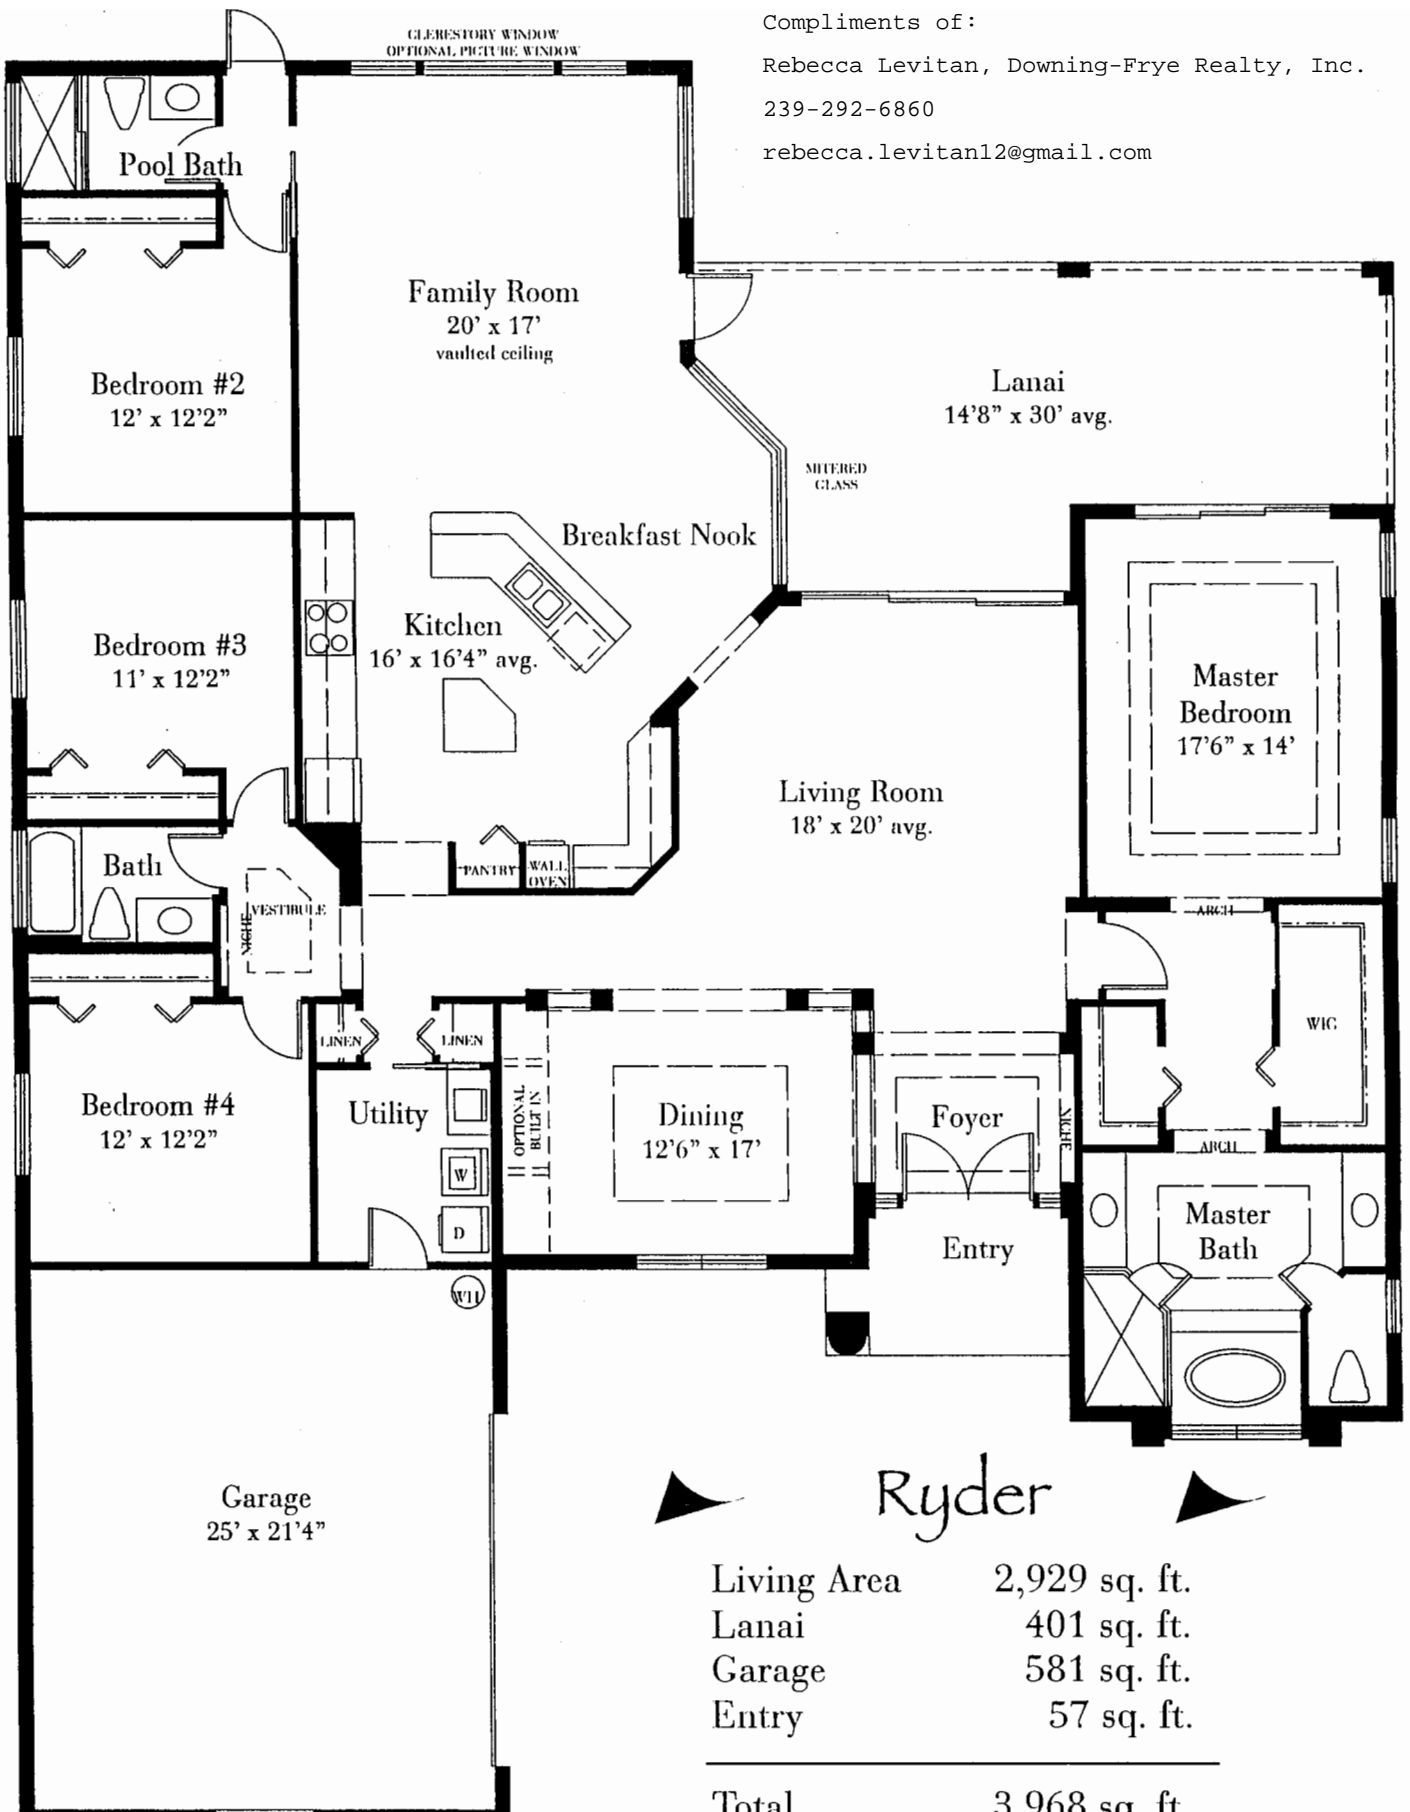 Compliments of:
Rebecca Levitan, Downing-Frye Realty, Inc.
239-292-6860
rebecca.levitan12@gmail.com
CLERESTORY WINDOW
OPTIONAL PICTURE WINDOW
Pool Bath
Family Room
20' x 17'
vaulted ceiling
Bedroom #2
12' x 12'2"
Lanai
14'8" x 30' avg.
MITERED
GLASS
Breakfast Nook
Kitchen
16' x 16'4" avg.
Bedroom #3
11' x 12'2"
Master
Bedroom
17'6" x 14'
Living Room
18' x 20' avg.
Bath
PANTRY
WALL
OVEN
VESTIBULE
NICHE
ARCH
WIC
LINEN
LINEN
Bedroom #4
12' x 12'2"
Utility
OPTIONAL
BUILT IN
Dining
12'6" x 17'
Foyer
NICHE
ARCH
W
D
Entry
Master
Bath
WH
Garage
25' x 21'4"
Ryder
Living Area 2,929 sq. ft.
Lanai 401 sq. ft.
Garage 581 sq. ft.
Entry 57 sq. ft.
Total 3,968 sq. ft.